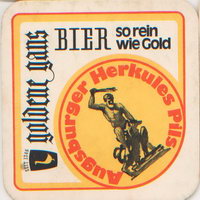 goldene gans
BIER so rein
wie Gold
Augsburger Herkules Pils